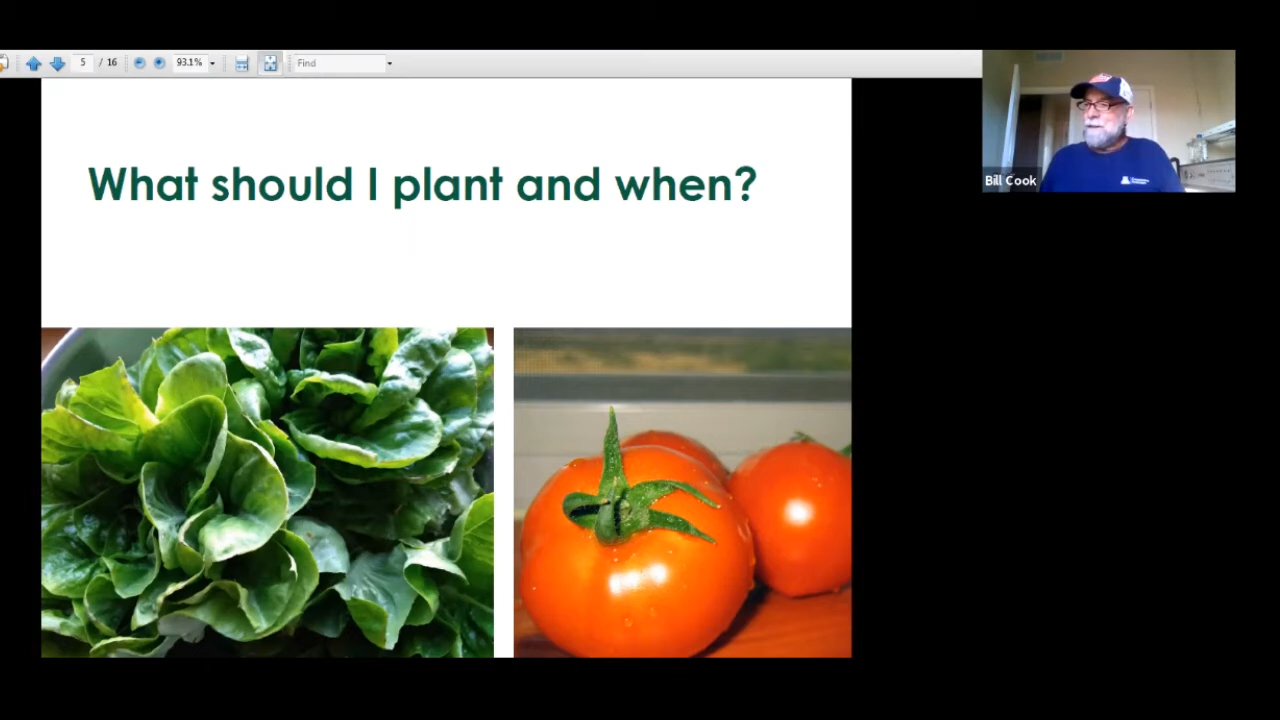 5 / 16 93.1% Find
What should I plant and when?
Bill Cook